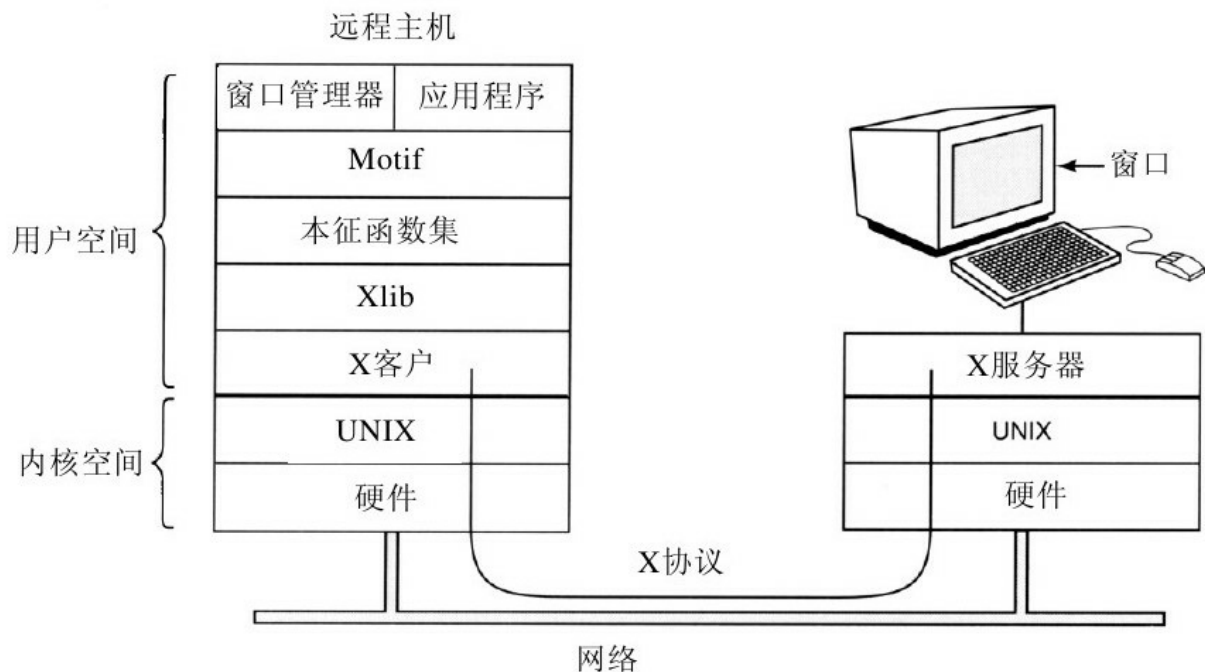 远程主机
窗口管理器
应用程序
Motif
本征函数集
Xlib
X客户
UNIX
硬件
用户空间
内核空间
窗口
X服务器
UNIX
硬件
X协议
网络